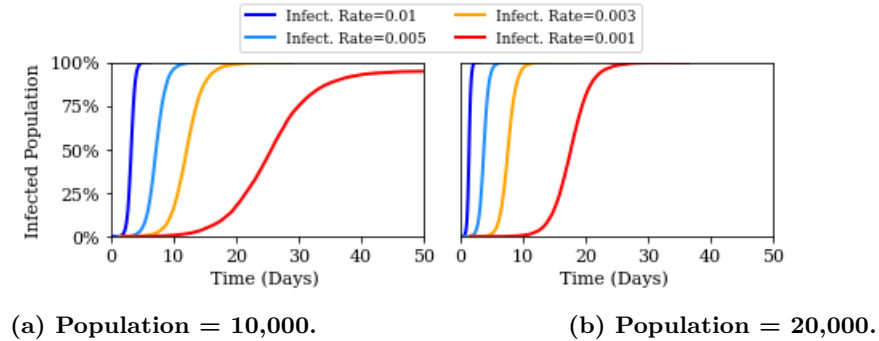 Infect. Rate=0.01 Infect. Rate=0.003
Infect. Rate=0.005 Infect. Rate=0.001
Infected Population
100%
75%
50%
25%
0%
0 10 20 30 40 50
Time (Days)
0 10 20 30 40 50
Time (Days)
(a) Population = 10,000.
(b) Population = 20,000.